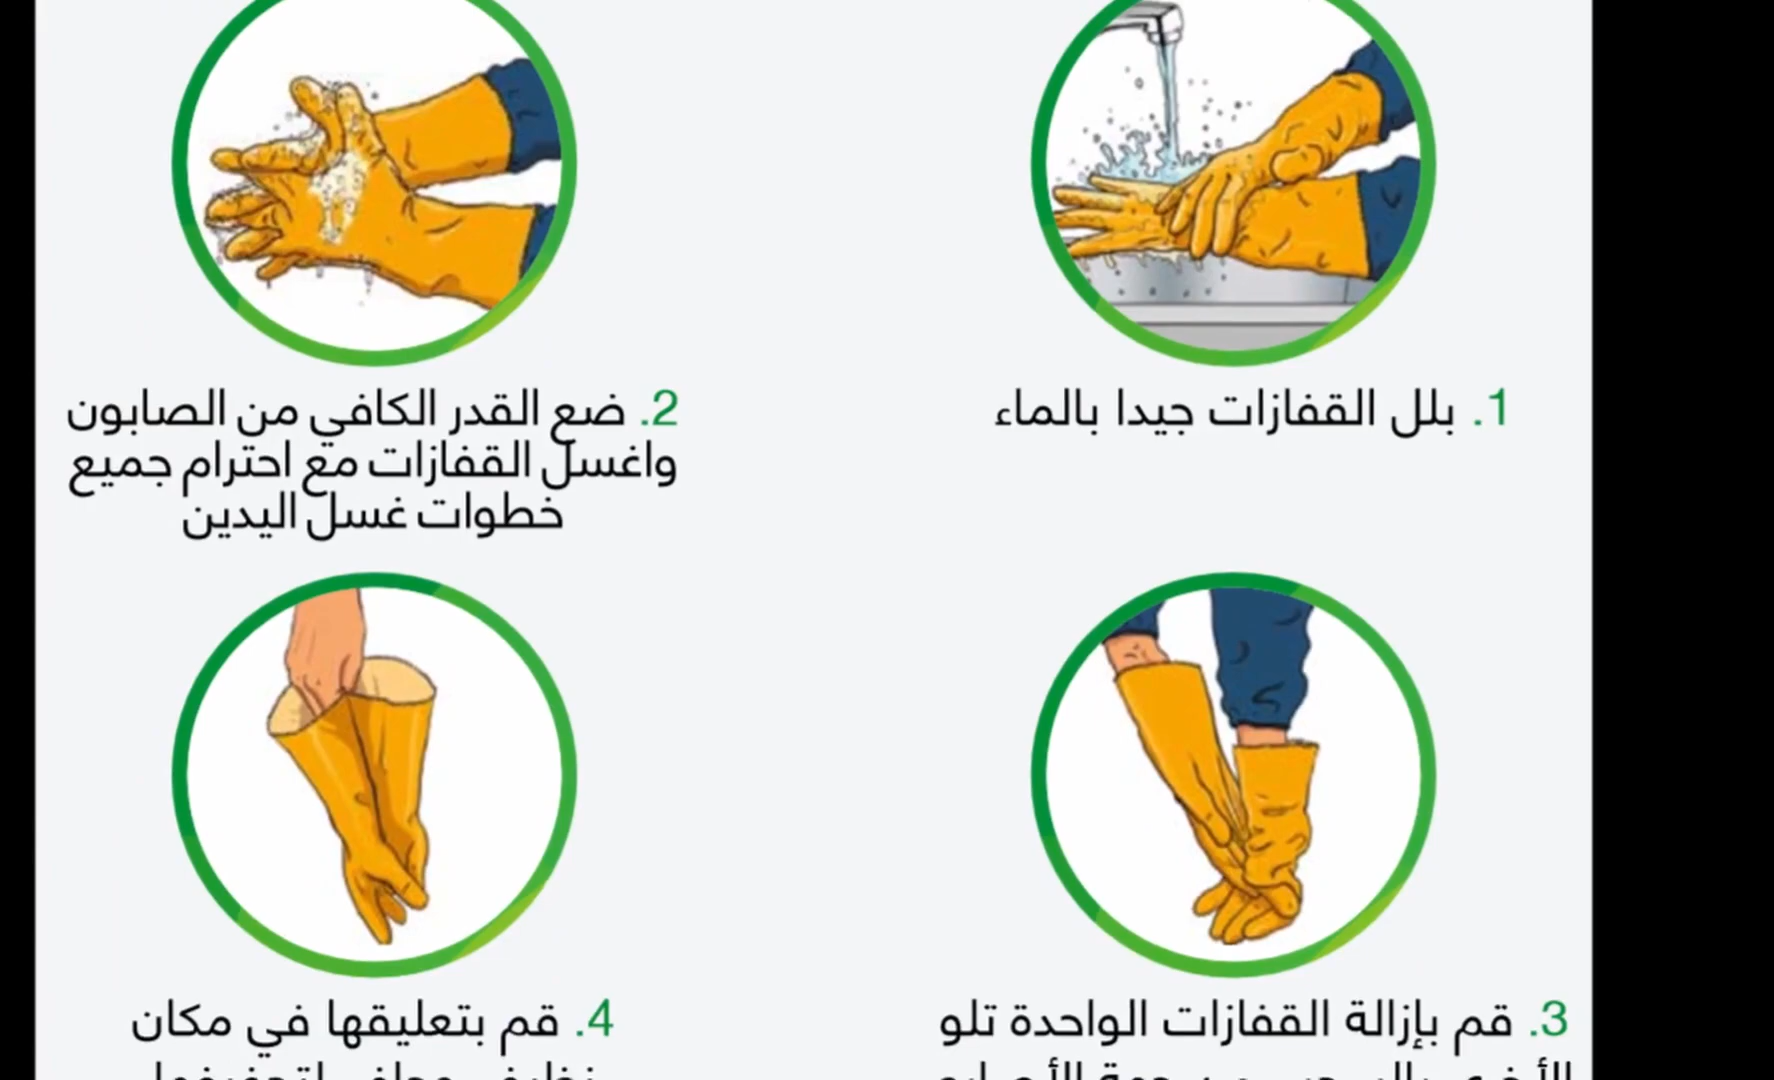 1. بلل القفازات جيدا بالماء
2. ضع القدر الكافي من الصابون
واغسل القفازات مع احترام جميع
خطوات غسل اليدين
3. قم بإزالة القفازات الواحدة تلو
4. قم بتعليقها في مكان